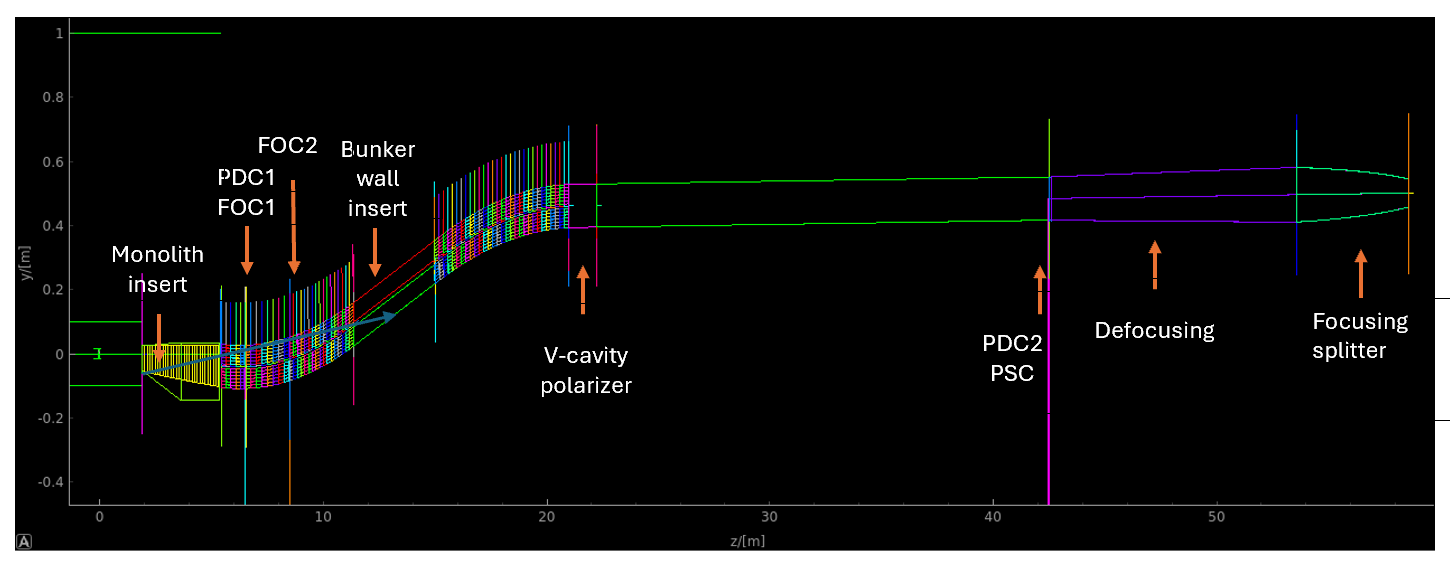 1
0.8
0.6
0.4
0.2
0
-0.2
-0.4
y/[m]
FOC2
PDC1
FOC1
Bunker
wall
insert
Monolith
insert
V-cavity
polarizer
PDC2
PSC
Defocusing
Focusing
splitter
0
10
20
30
40
50
z/[m]
A